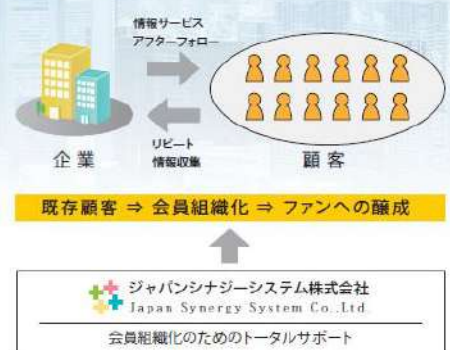 情報サービス
アフターフォロー
企業
リピート
情報収集
顧客
既存顧客 ⇒ 会員組織化 ⇒ ファンへの醸成
ジャパンシナジーシステム株式会社
Japan Synergy System Co.,Ltd.
会員組織化のためのトータルサポート